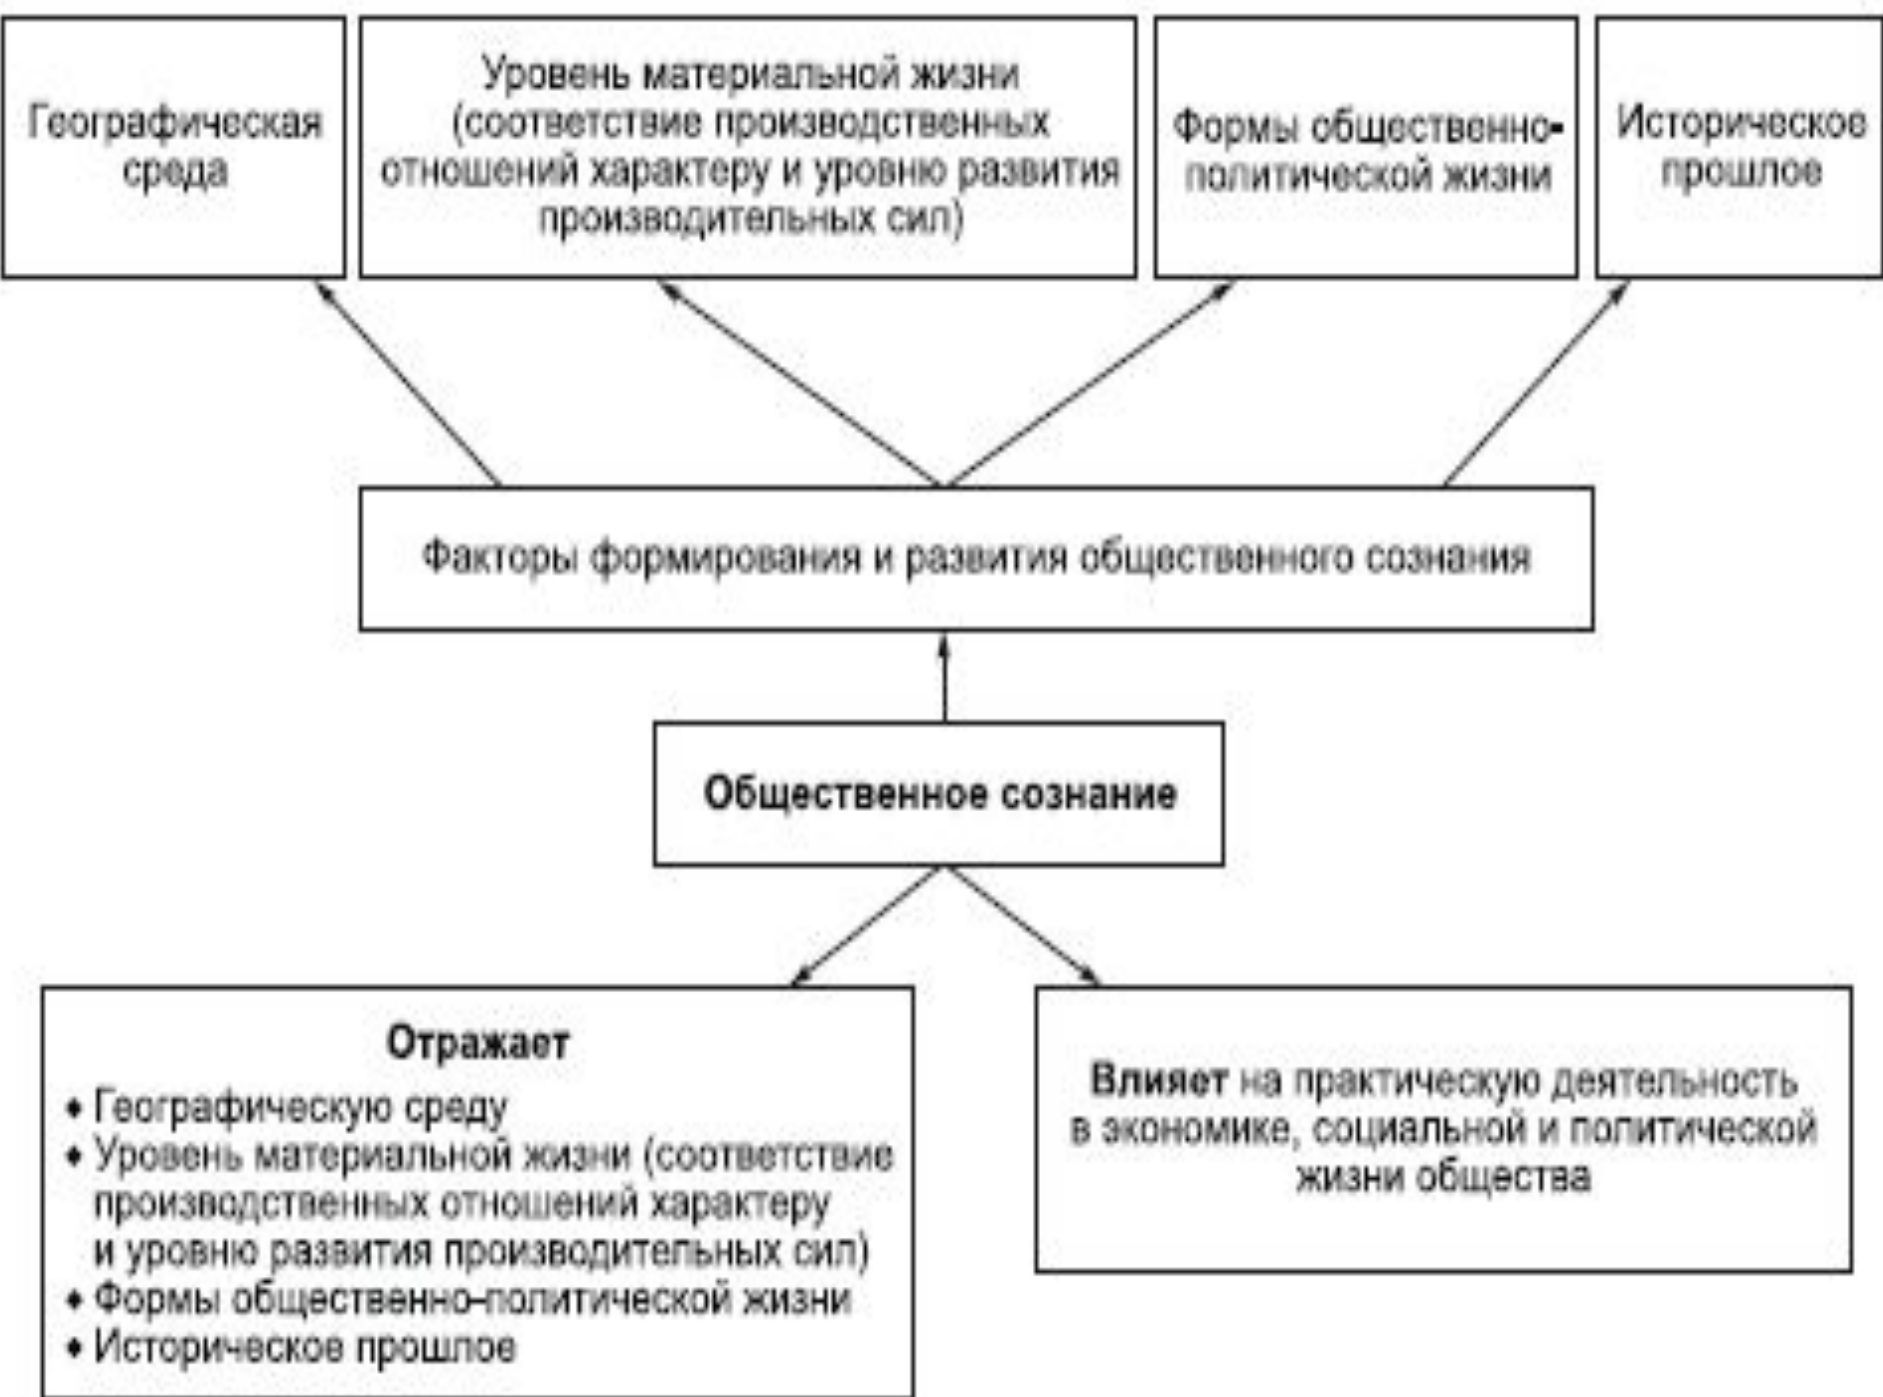 Географическая
среда
Уровень материальной жизни
(соответствие производственных
отношений характеру и уровню развития
производительных сил)
Формы общественно-
политической жизни
Историческое
прошлое
Факторы формирования и развития общественного сознания
Общественное сознание
Отражает
♦ Географическую среду
♦ Уровень материальной жизни (соответствие
производственных отношений характеру
и уровню развития производительных сил)
♦ Формы общественно-политической жизни
♦ Историческое прошлое
Влияет на практическую деятельность
в экономике, социальной и политической
жизни общества